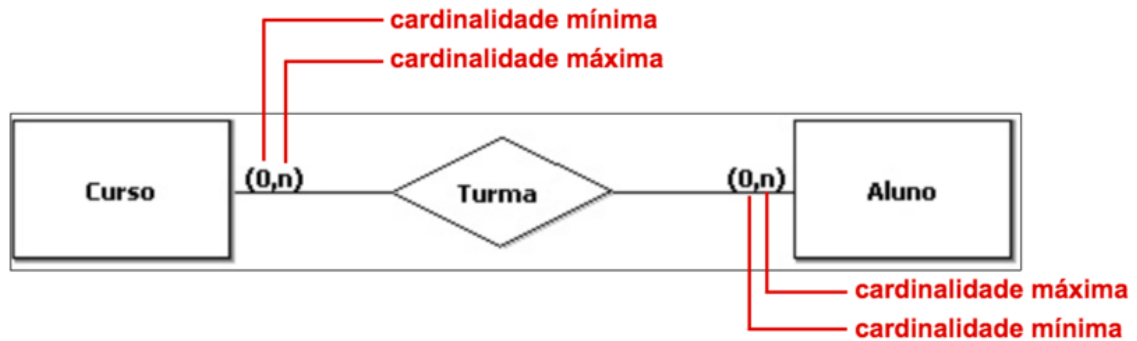 cardinalidade mínima
cardinalidade máxima
Curso
(0,n)
Turma
(0,n)
Aluno
cardinalidade máxima
cardinalidade mínima